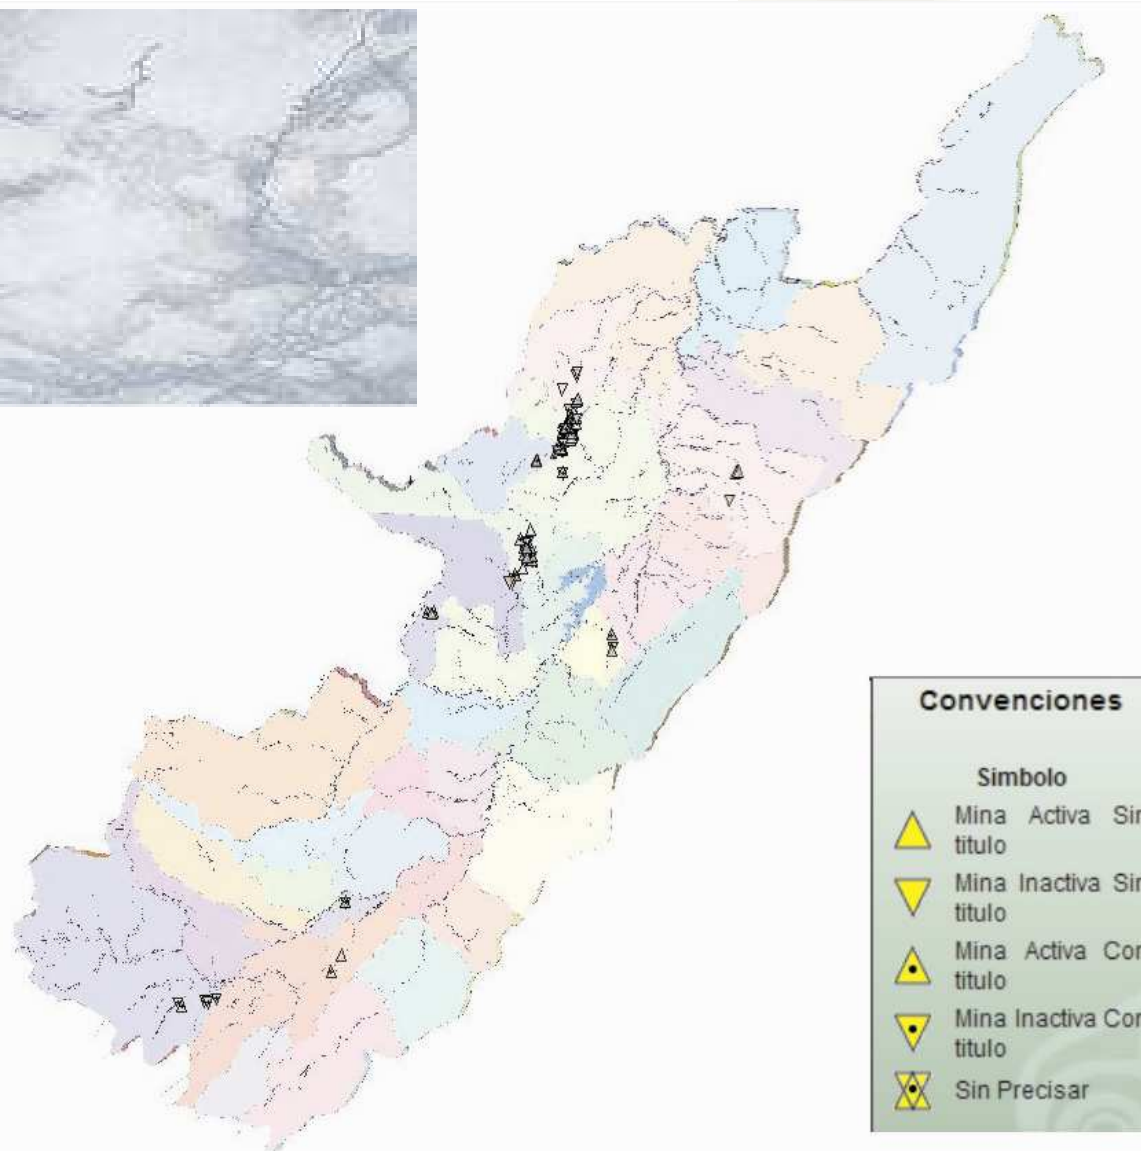 Convenciones
Simbolo
Mina Activa Sin
titulo
Mina Inactiva Sin
titulo
Mina Activa Con
titulo
Mina Inactiva Con
titulo
Sin Precisar